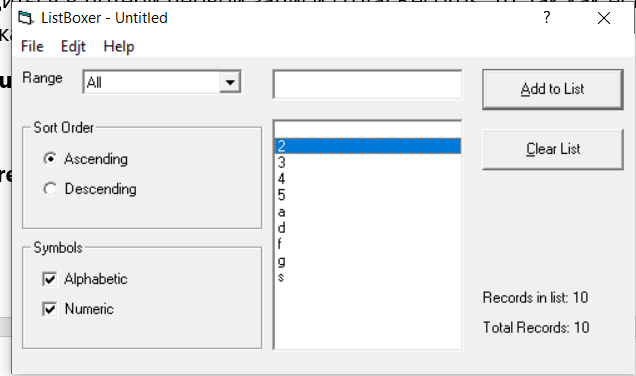 ListBoxer - Untitled
?
File Edjt Help
Range All
Add to List
Sort Order
Ascending
Descending
Clear List
2
3
4
5
a
d
f
g
s
Symbols
Alphabetic
Numeric
Records in list: 10
Total Records: 10